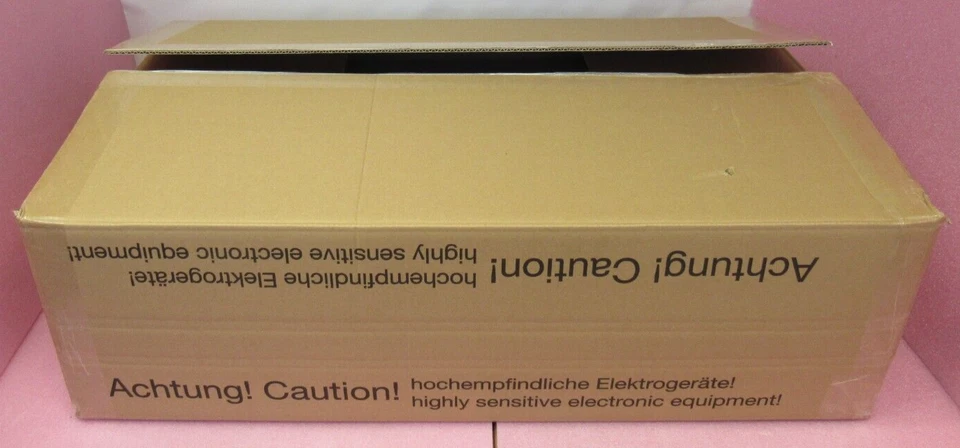 Achtung! Caution!
hochempfindliche Elektrogeräte!
highly sensitive electronic equipment!
Achtung! Caution!
hochempfindliche Elektrogeräte!
highly sensitive electronic equipment!